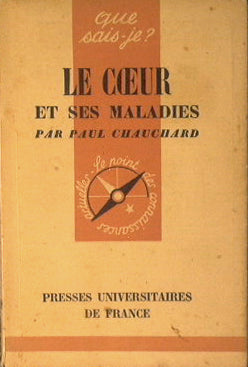 que
sais-je?
LE CŒUR
ET SES MALADIES
PAR PAUL CHAUCHARD
Le point des connaissances actuelles
PRESSES UNIVERSITAIRES
DE FRANCE